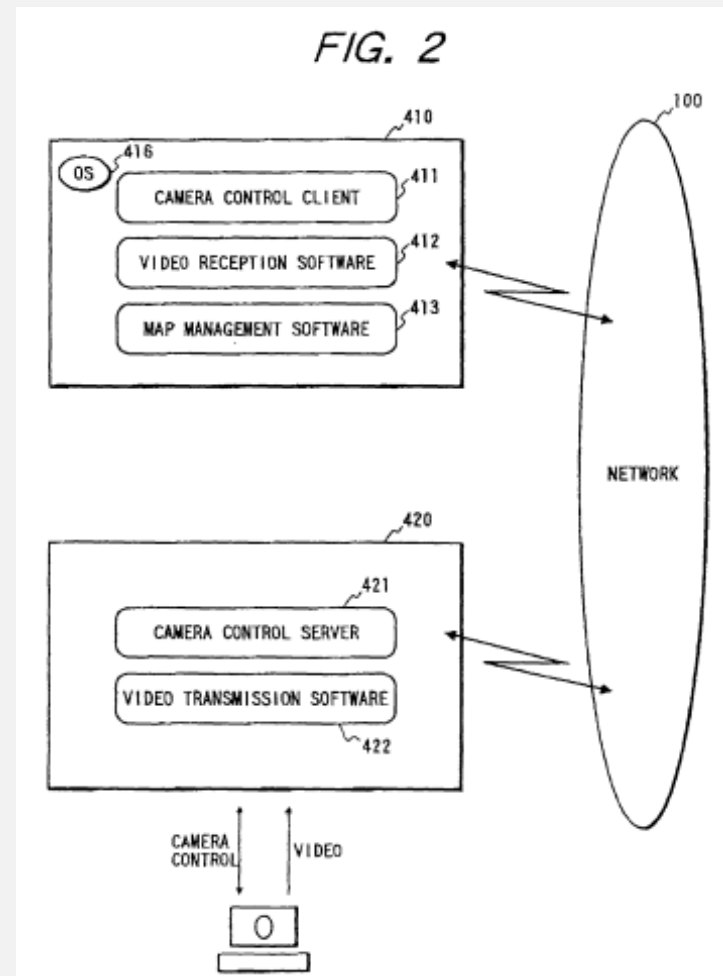 FIG. 2
100
410
OS
416
CAMERA CONTROL CLIENT
411
VIDEO RECEPTION SOFTWARE
412
MAP MANAGEMENT SOFTWARE
413
NETWORK
420
421
CAMERA CONTROL SERVER
VIDEO TRANSMISSION SOFTWARE
422
CAMERA
CONTROL
VIDEO